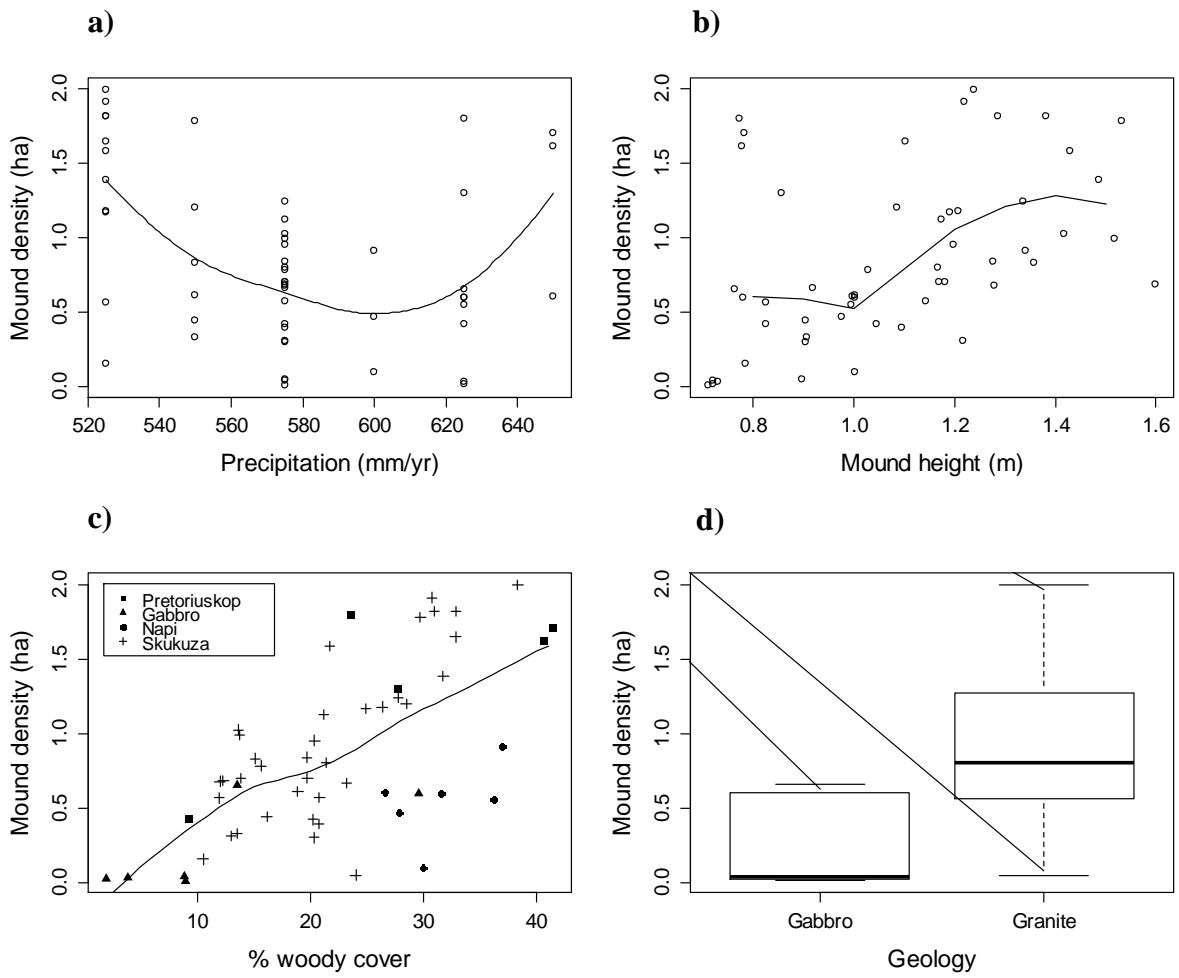 a)
2.0
1.5
1.0
0.5
0.0
Mound density (ha)
520 540 560 580 600 620 640
Precipitation (mm/yr)
b)
2.0
1.5
1.0
0.5
0.0
Mound density (ha)
0.8 1.0 1.2 1.4 1.6
Mound height (m)
c)
2.0
1.5
1.0
0.5
0.0
Mound density (ha)
Pretoriuskop
Gabbro
Napi
Skukuza
10 20 30 40
% woody cover
d)
2.0
1.5
1.0
0.5
0.0
Mound density (ha)
Gabbro Granite
Geology